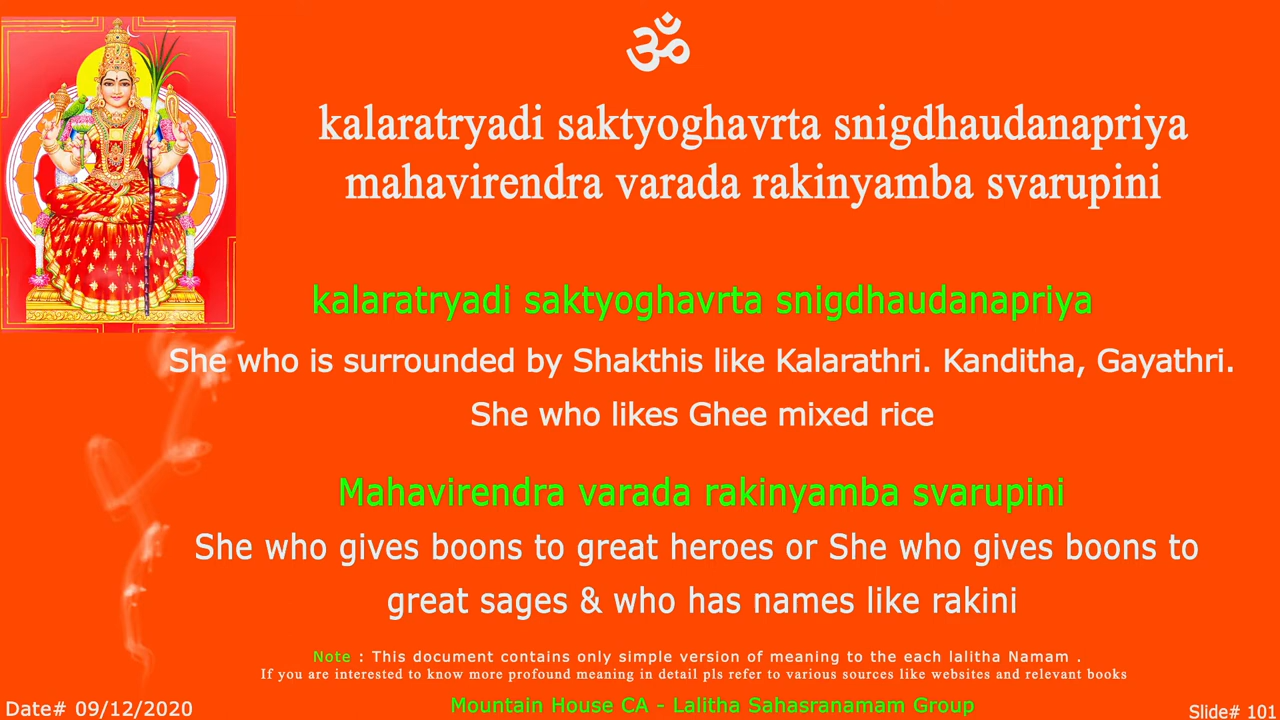 ॐ
kalaratryadi saktyoghavrta snigdhaudanapriya
mahavirendra varada rakinyamba svarupini
kalaratryadi saktyoghavrta snigdhaudanapriya
She who is surrounded by Shakthis like Kalarathri. Kanditha, Gayathri.
She who likes Ghee mixed rice
Mahavirendra varada rakinyamba svarupini
She who gives boons to great heroes or She who gives boons to
great sages & who has names like rakini
Note : This document contains only simple version of meaning to the each lalitha Namam .
If you are interested to know more profound meaning in detail pls refer to various sources like websites and relevant books
Mountain House CA - Lalitha Sahasranamam Group
Date# 09/12/2020
Slide# 101